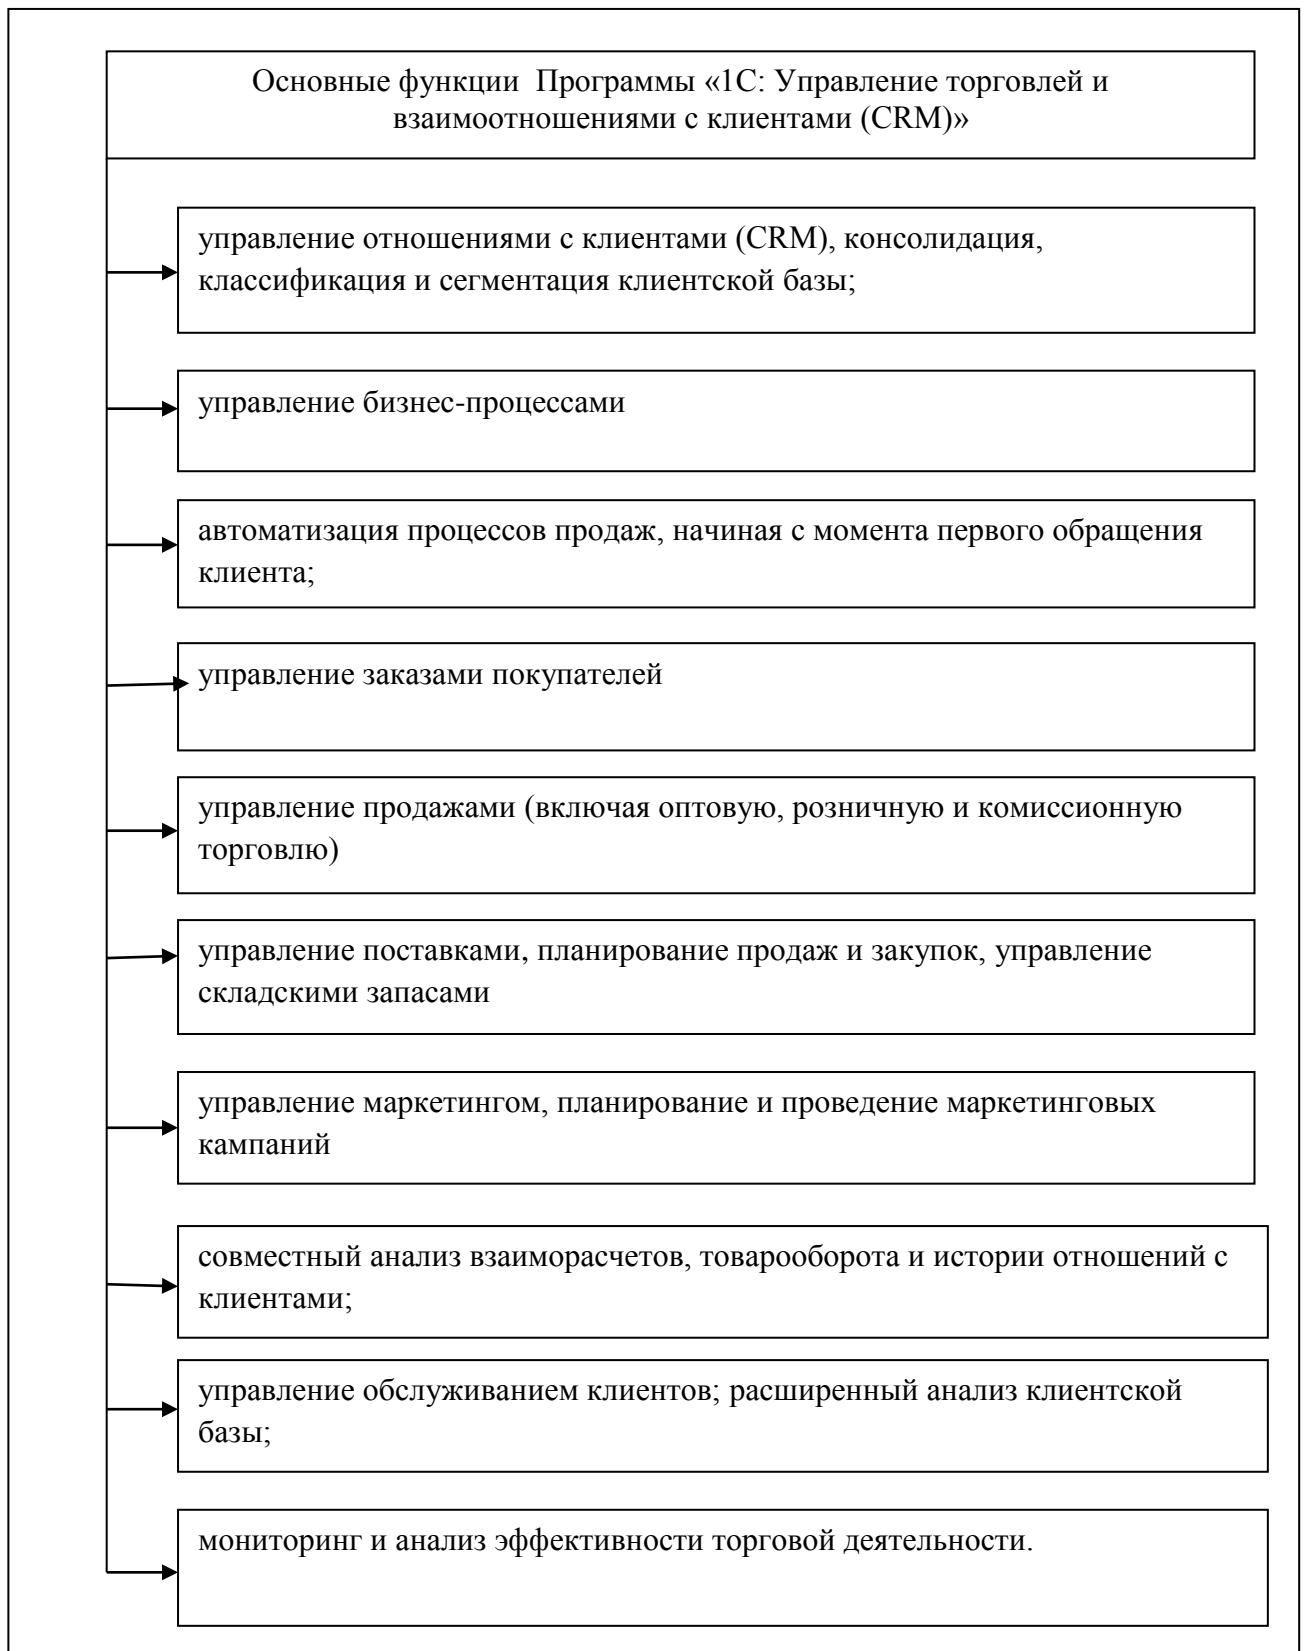 Основные функции  Программы «1С: Управление торговлей и
взаимоотношениями с клиентами (CRM)»
управление отношениями с клиентами (CRM), консолидация,
классификация и сегментация клиентской базы;
управление бизнес-процессами
автоматизация процессов продаж, начиная с момента первого обращения
клиента;
управление заказами покупателей
управление продажами (включая оптовую, розничную и комиссионную
торговлю)
управление поставками, планирование продаж и закупок, управление
складскими запасами
управление маркетингом, планирование и проведение маркетинговых
кампаний
совместный анализ взаиморасчетов, товарооборота и истории отношений с
клиентами;
управление обслуживанием клиентов; расширенный анализ клиентской
базы;
мониторинг и анализ эффективности торговой деятельности.